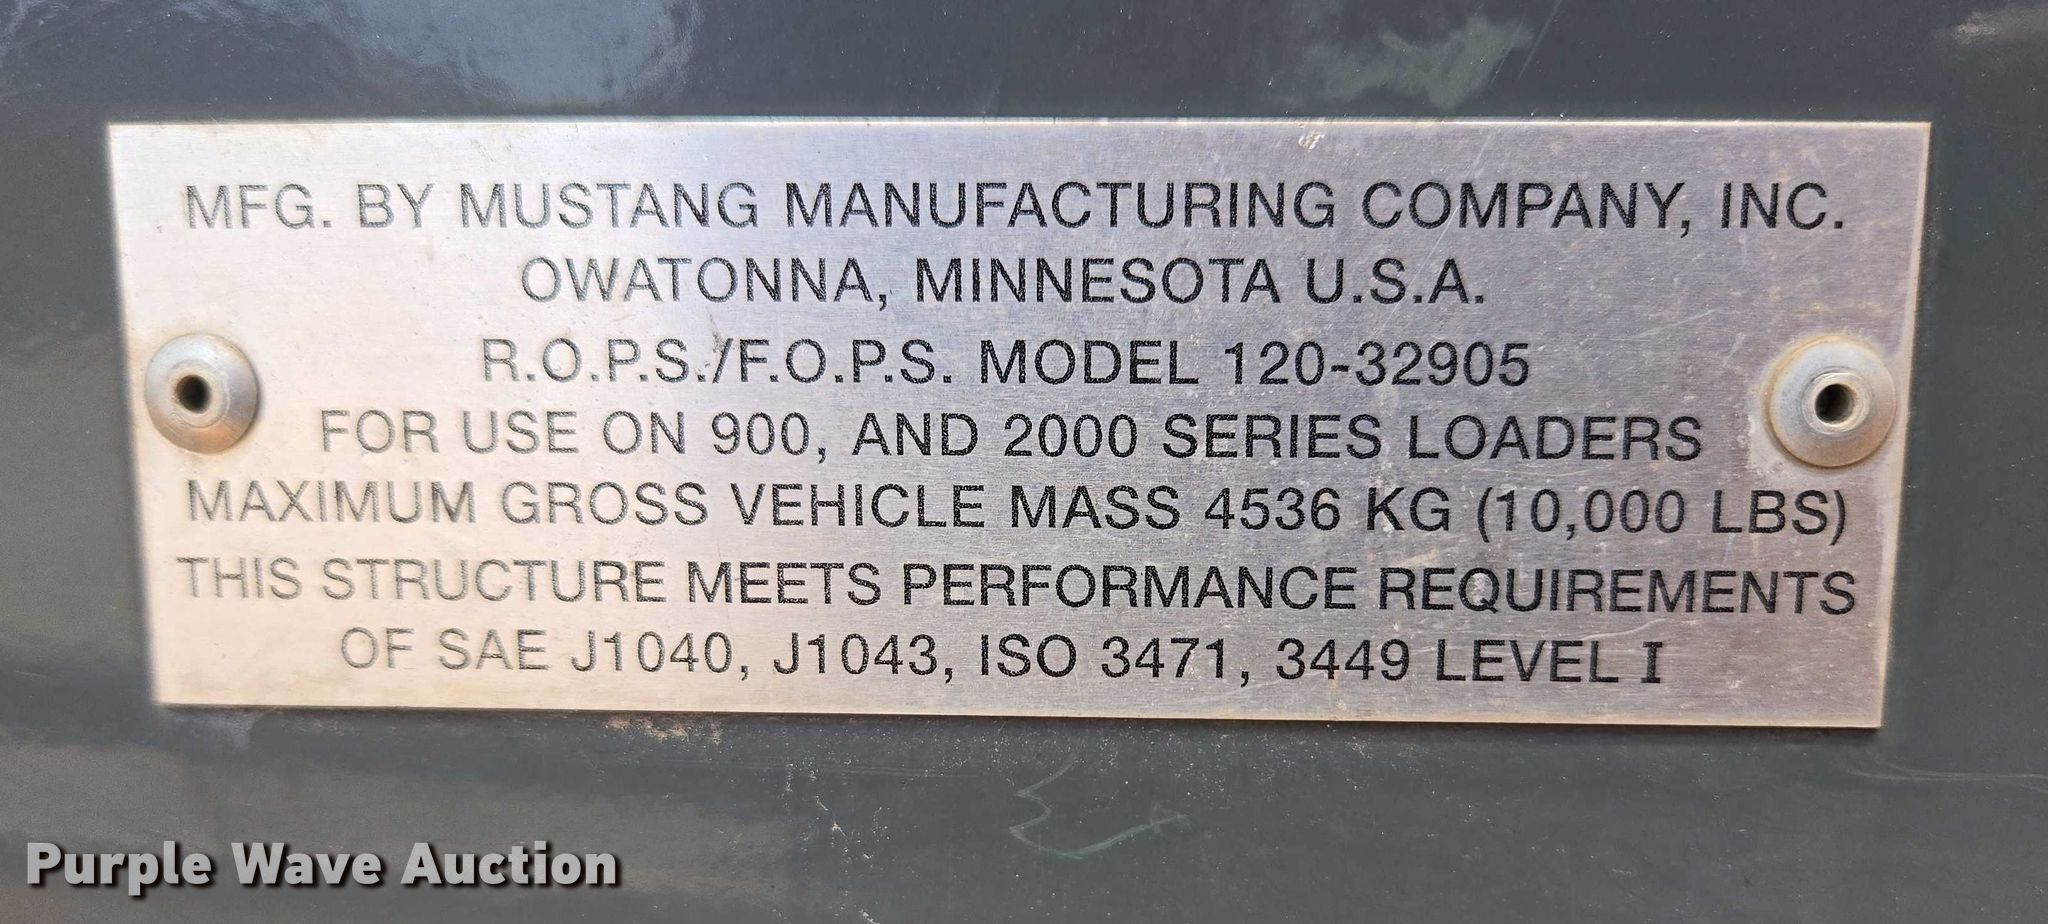 MFG. BY MUSTANG MANUFACTURING COMPANY, INC.
OWATONNA, MINNESOTA U.S.A.
R.O.P.S./F.O.P.S. MODEL 120-32905
FOR USE ON 900, AND 2000 SERIES LOADERS
MAXIMUM GROSS VEHICLE MASS 4536 KG (10,000 LBS)
THIS STRUCTURE MEETS PERFORMANCE REQUIREMENTS
OF SAE J1040, J1043, ISO 3471, 3449 LEVEL I
Purple Wave Auction